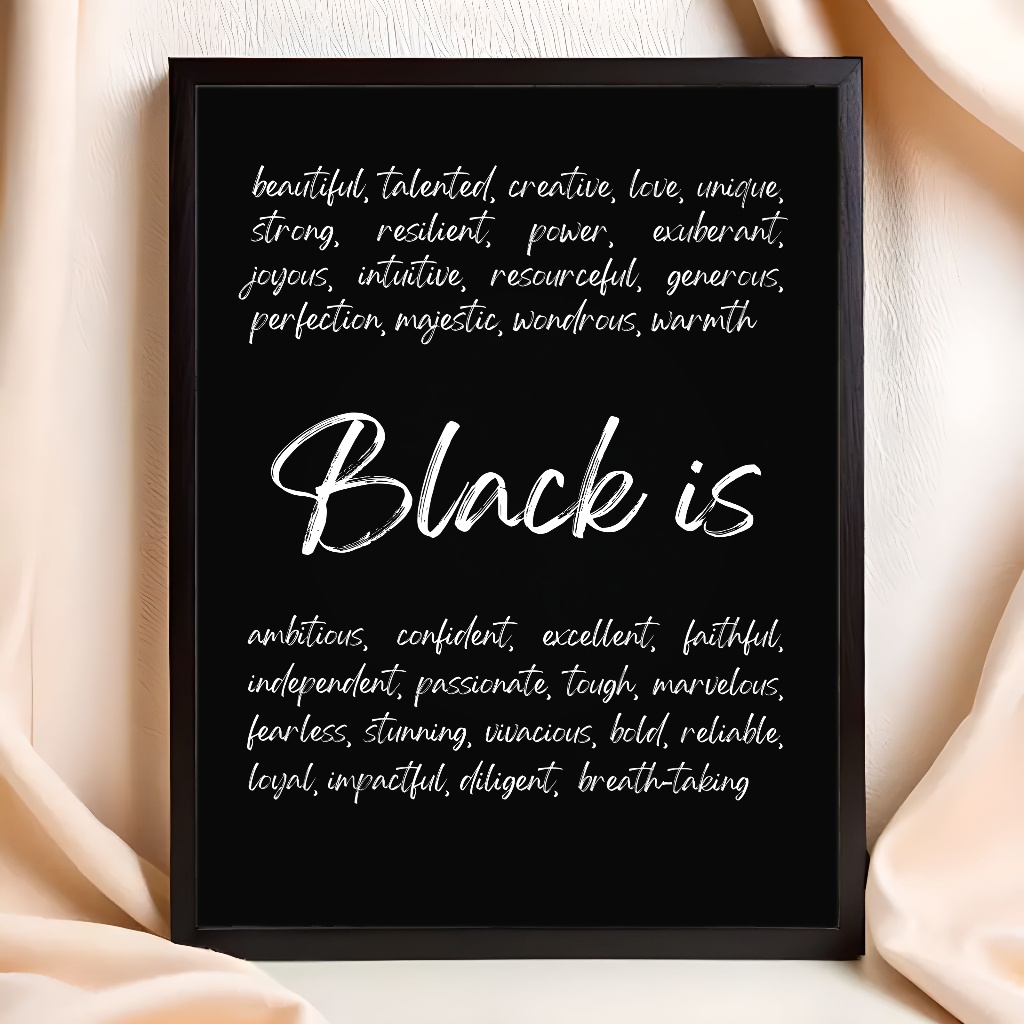 beautiful, talented, creative, love, unique,
strong, resilient, power, exuberant,
joyous, intuitive, resourceful, generous,
perfection, majestic, wondrous, warmth
Black is
ambitious, confident, excellent, faithful,
independent, passionate, tough, marvelous,
fearless, stunning, vivacious, bold, reliable,
loyal, impactful, diligent, breath-taking